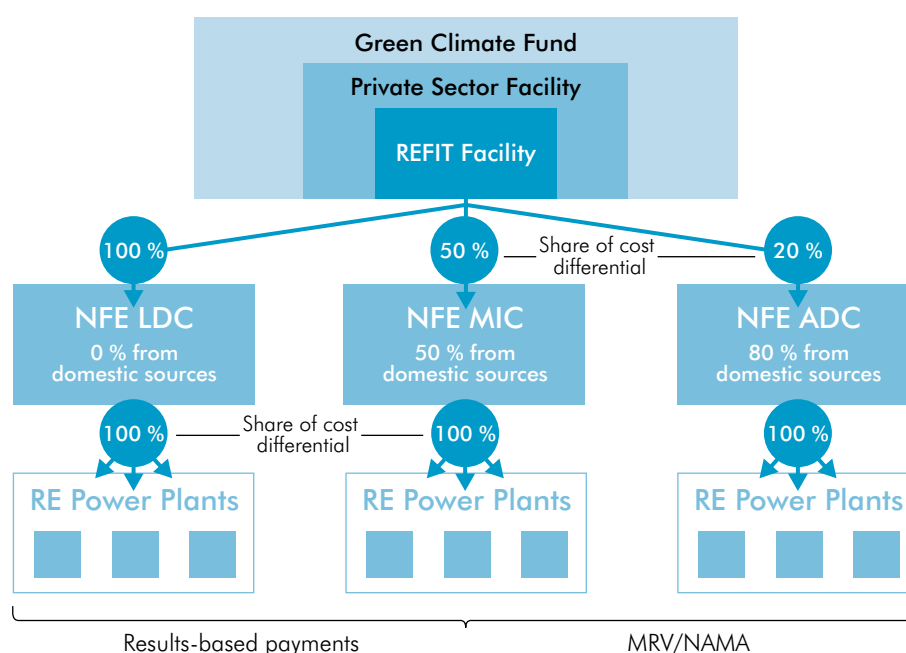 Green Climate Fund
Private Sector Facility
REFIT Facility
100 %
50 %
Share of cost
differential
20 %
NFE LDC
0 % from
domestic sources
NFE MIC
50 % from
domestic sources
NFE ADC
80 % from
domestic sources
100 %
Share of cost
differential
100 %
100 %
RE Power Plants
RE Power Plants
RE Power Plants
Results-based payments
MRV/NAMA